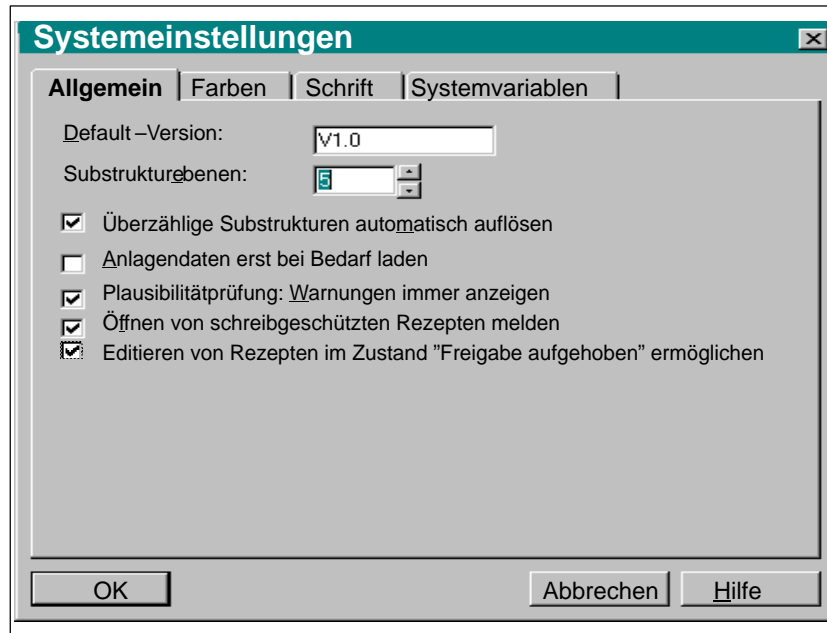 Systemeinstellungen
Allgemein Farben Schrift Systemvariablen
Default –Version: V1.0
Substrukturebenen: 5
Überzählige Substrukturen automatisch auflösen
Anlagendaten erst bei Bedarf laden
Plausibilitätprüfung: Warnungen immer anzeigen
Öffnen von schreibgeschützten Rezepten melden
Editieren von Rezepten im Zustand ”Freigabe aufgehoben” ermöglichen
OK Abbrechen Hilfe